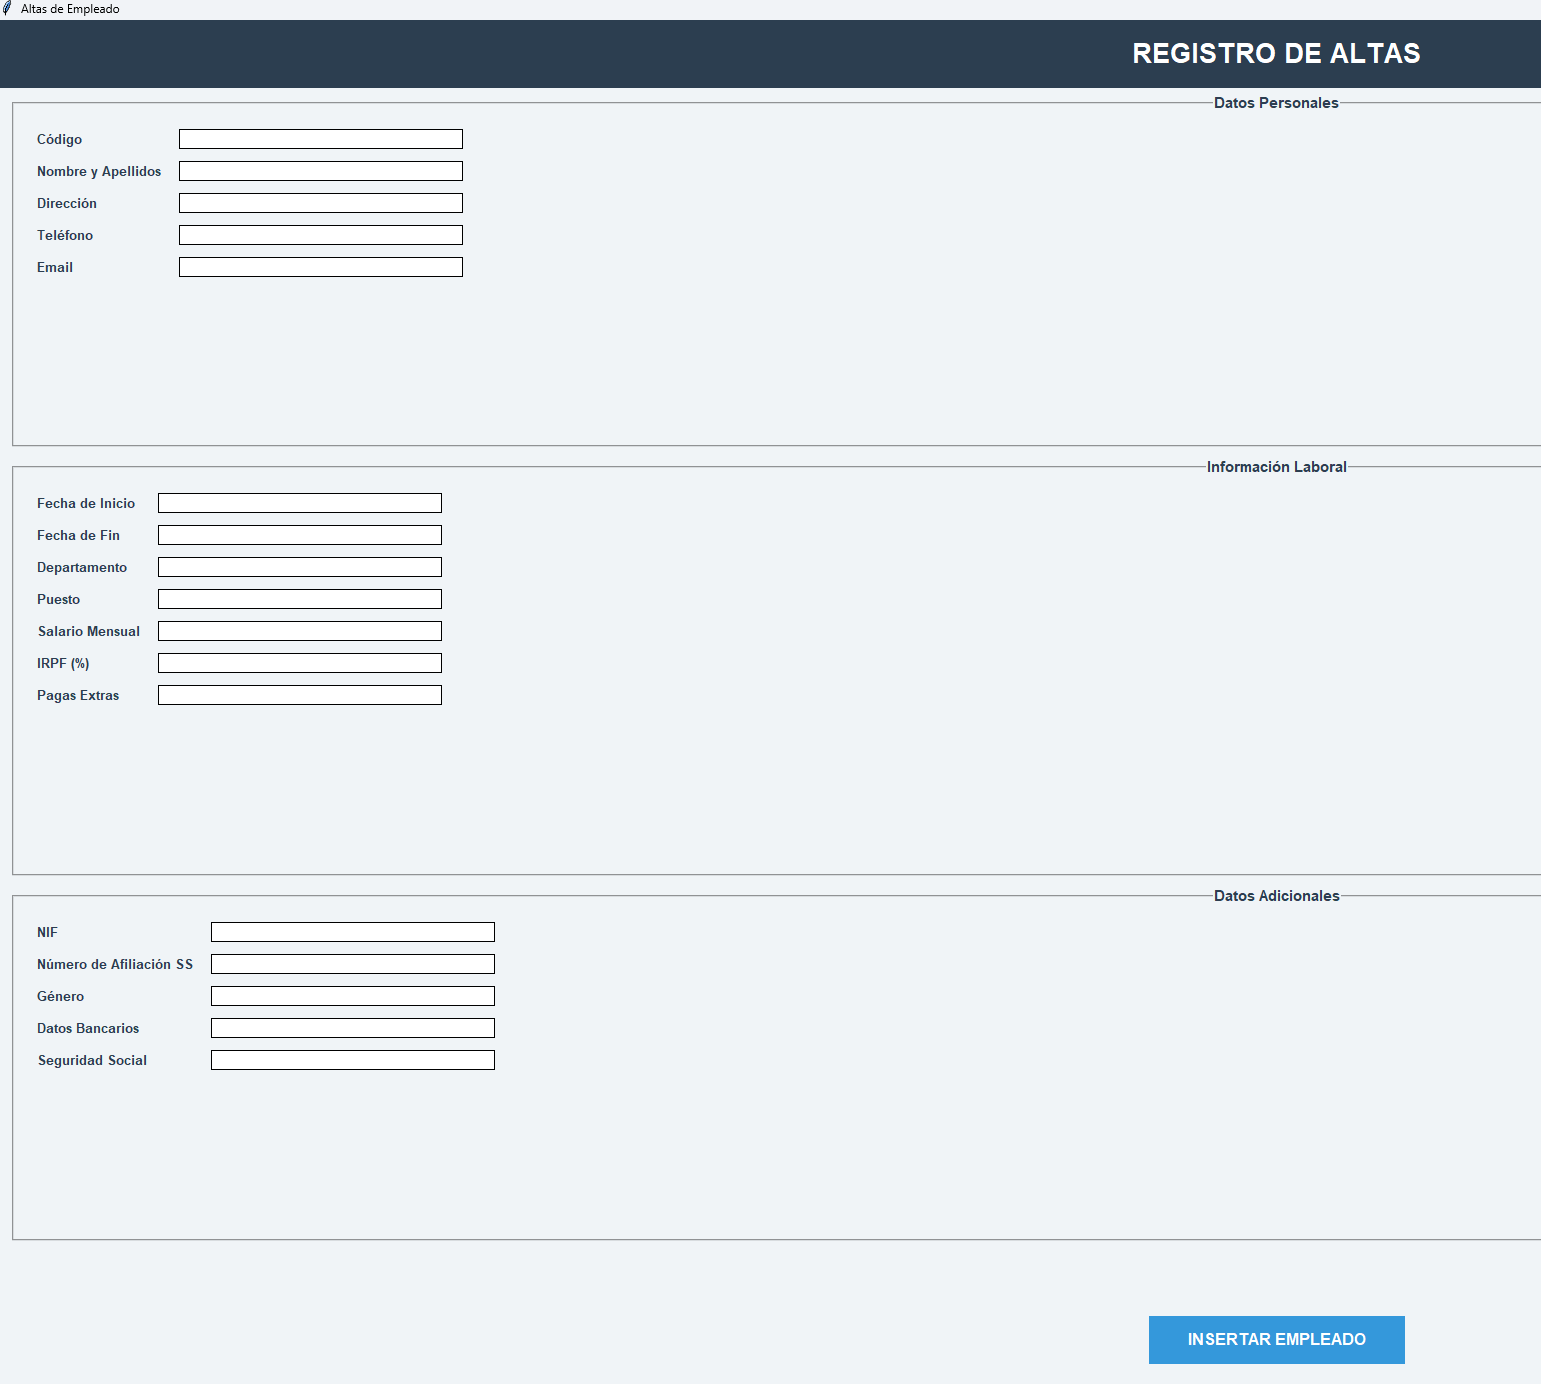 Altas de Empleado
REGISTRO DE ALTAS
Datos Personales
Código
Nombre y Apellidos
Dirección
Teléfono
Email
Información Laboral
Fecha de Inicio
Fecha de Fin
Departamento
Puesto
Salario Mensual
IRPF (%)
Pagas Extras
Datos Adicionales
NIF
Número de Afiliación SS
Género
Datos Bancarios
Seguridad Social
INSERTAR EMPLEADO